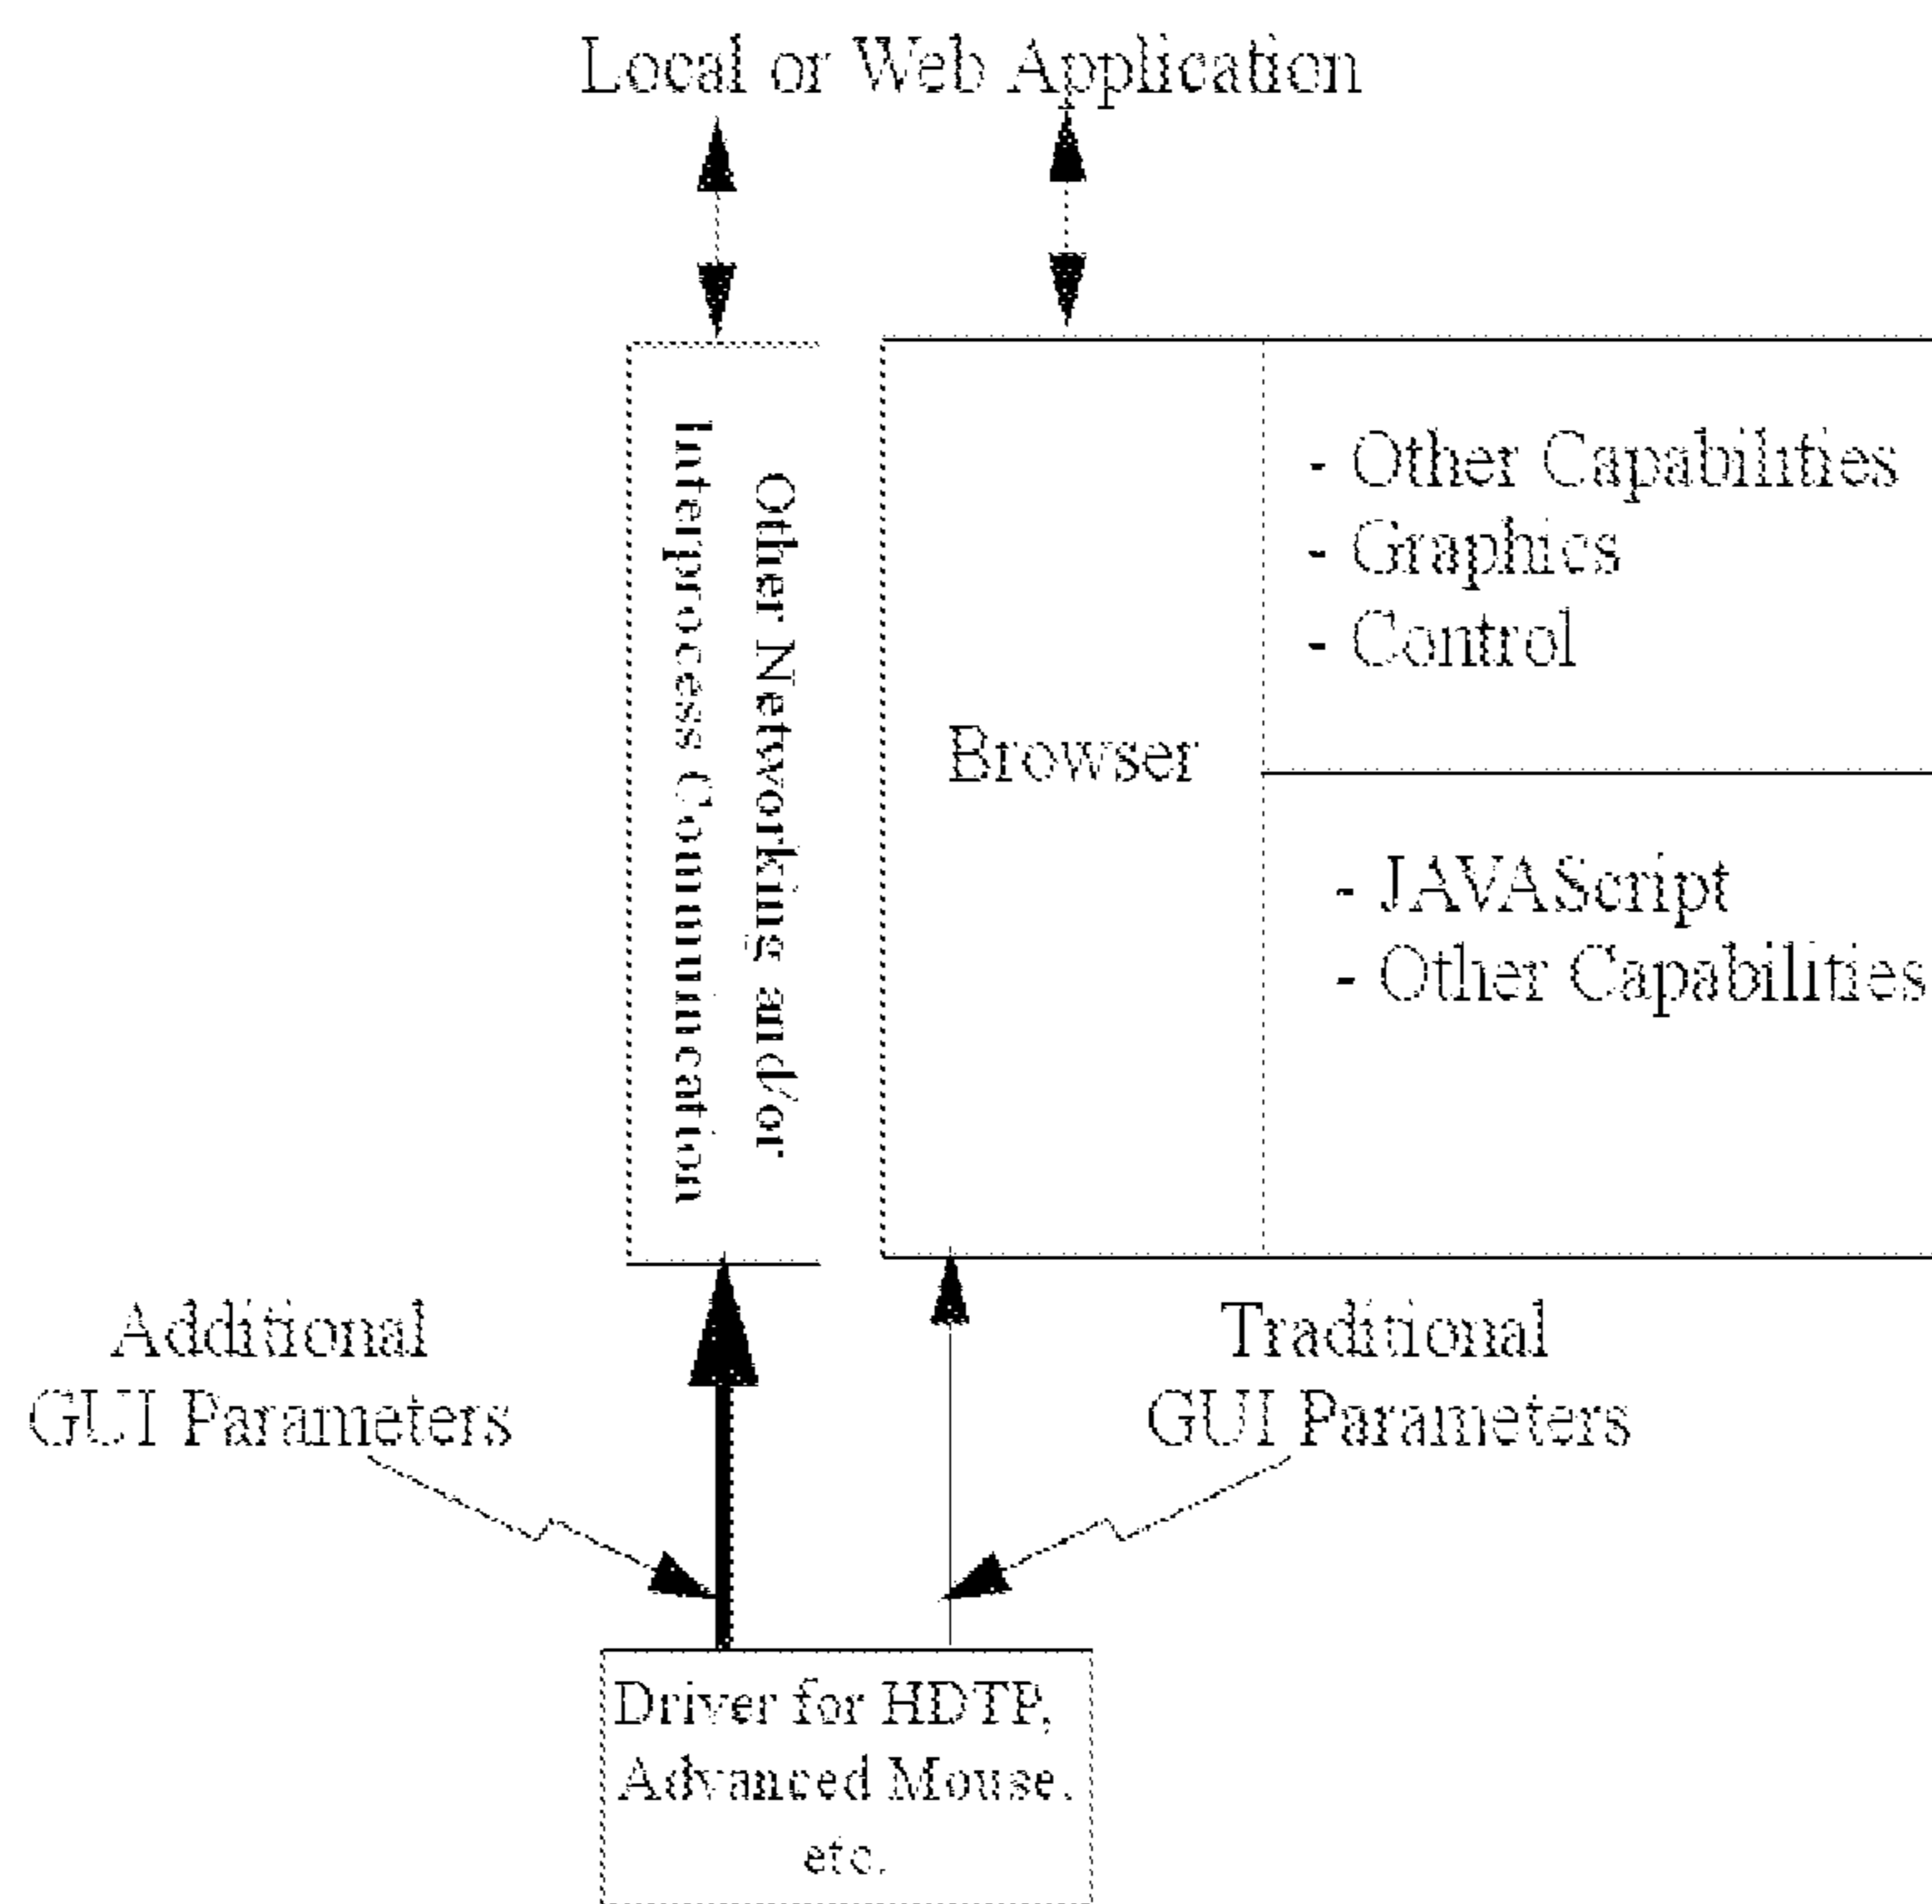 Local or Web Application
Other Networking and/or
Interprocess Communication
Browser
- Other Capabilities
- Graphics
- Control
- JAVAScript
- Other Capabilities
Additional
GUI Parameters
Traditional
GUI Parameters
Driver for HDTP,
Advanced Mouse,
etc.